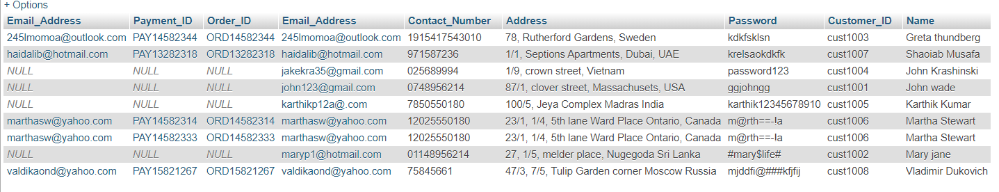 + Options
Email_Address Payment_ID Order_ID Email_Address Contact_Number Address Password Customer_ID Name
245lmomoa@outlook.com PAY14582344 ORD14582344 245lmomoa@outlook.com 1915417543010 78, Rutherford Gardens, Sweden kdkfsklsn cust1003 Greta thundberg
haidalib@hotmail.com PAY13282318 ORD13282318 haidalib@hotmail.com 971587236 1/1, Septions Apartments, Dubai, UAE krelsaokdkfk cust1007 Shaoiab Musafa
NULL NULL NULL jakekra35@gmail.com 025689994 1/9, crown street, Vietnam password123 cust1004 John Krashinski
NULL NULL NULL john123@gmail.com 0748956214 87/1, clover street, Massachusets, USA ggjohngg cust1001 John wade
NULL NULL NULL karthikp12a@.com 7850550180 100/5, Jeya Complex Madras India karthik12345678910 cust1005 Karthik Kumar
marthasw@yahoo.com PAY14582314 ORD14582314 marthasw@yahoo.com 12025550180 23/1, 1/4, 5th lane Ward Place Ontario, Canada m@rth==-!a cust1006 Martha Stewart
marthasw@yahoo.com PAY14582333 ORD14582333 marthasw@yahoo.com 12025550180 23/1, 1/4, 5th lane Ward Place Ontario, Canada m@rth==-!a cust1006 Martha Stewart
NULL NULL NULL maryp1@hotmail.com 01148956214 27, 1/5, melder place, Nugegoda Sri Lanka #mary$life# cust1002 Mary jane
valdikaond@yahoo.com PAY15821267 ORD15821267 valdikaond@yahoo.com 75845661 47/3, 7/5, Tulip Garden corner Moscow Russia mjddfi@###kfjfij cust1008 Vladimir Dukovich